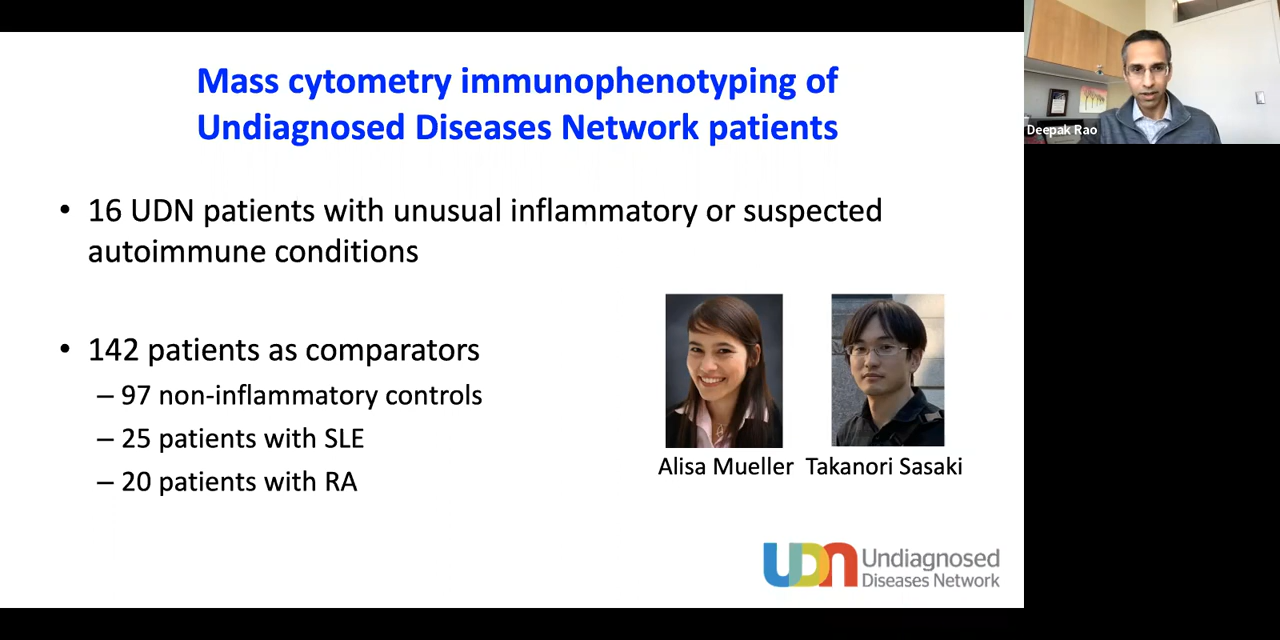 Mass cytometry immunophenotyping of
Undiagnosed Diseases Network patients
• 16 UDN patients with unusual inflammatory or suspected
autoimmune conditions
• 142 patients as comparators
– 97 non-inflammatory controls
– 25 patients with SLE
– 20 patients with RA
Alisa Mueller
Takanori Sasaki
UDN Undiagnosed
Diseases Network
Deepak Rao